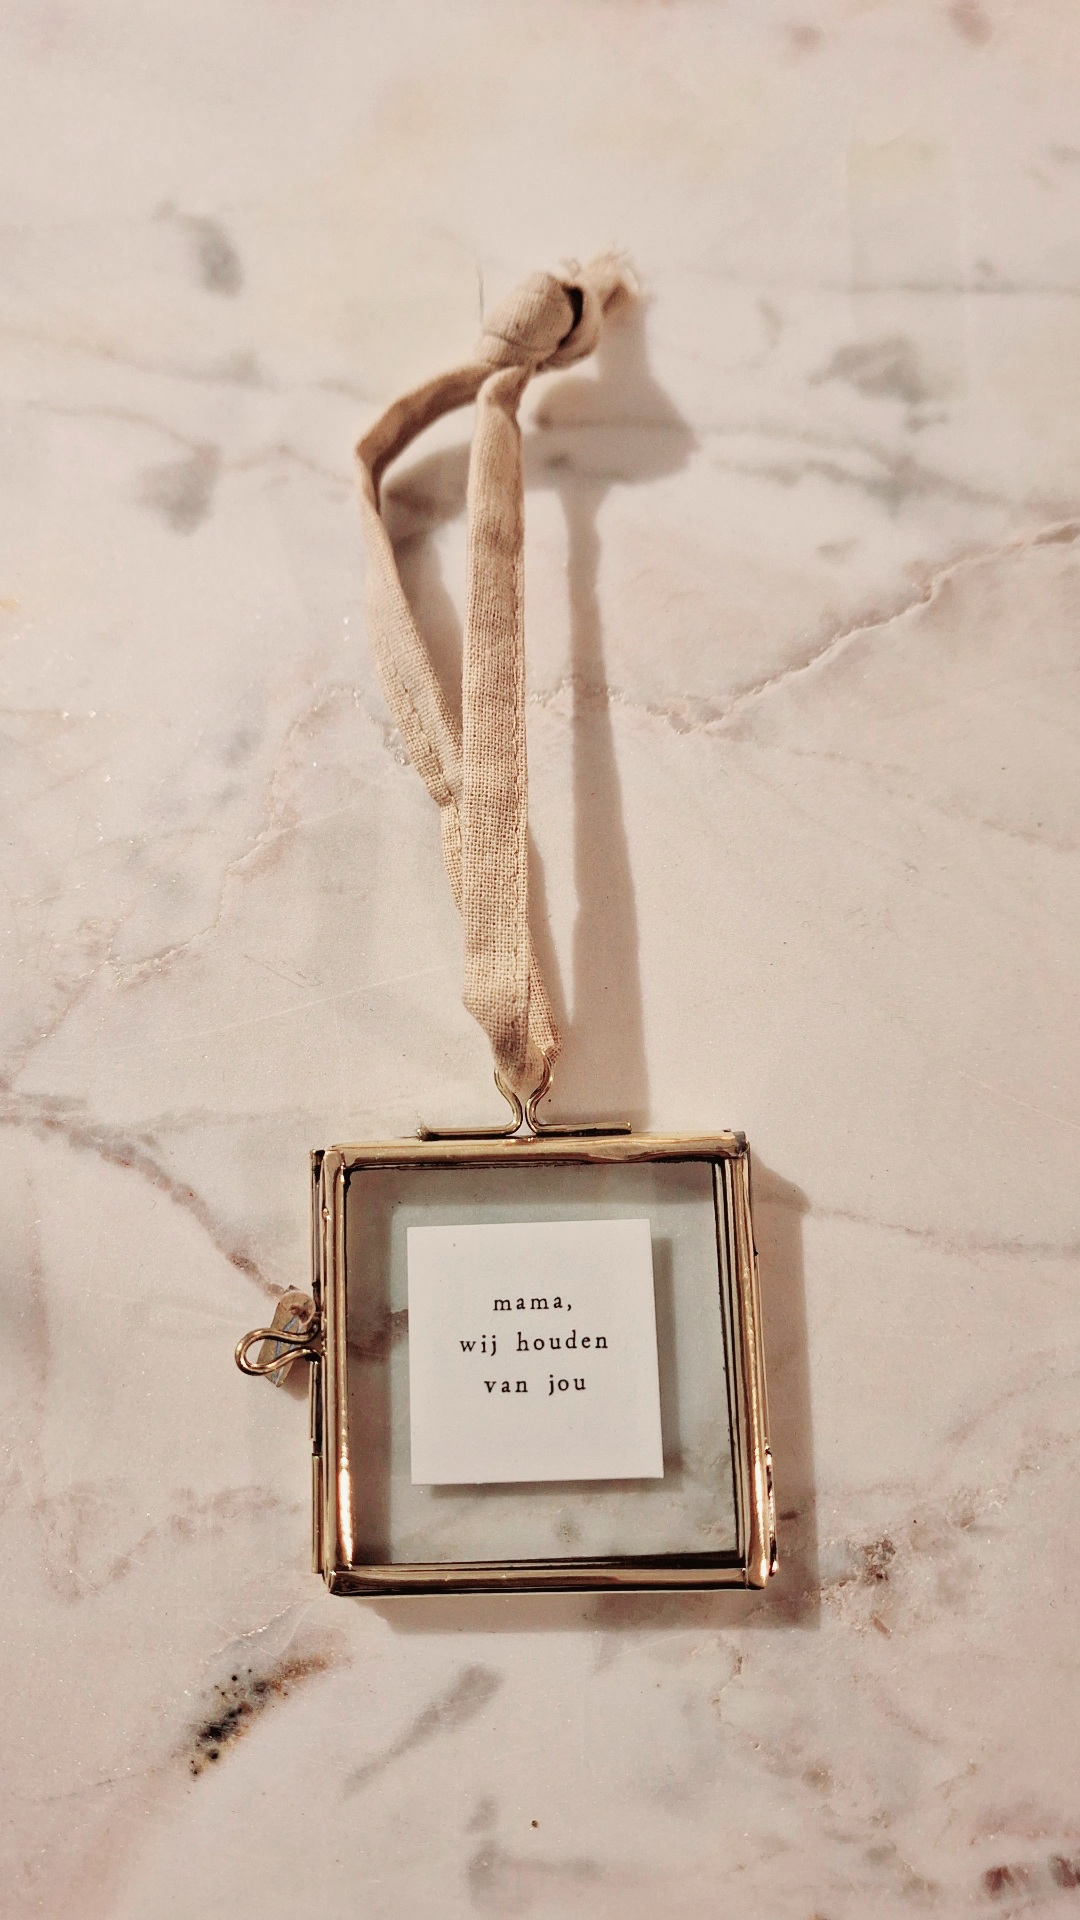 mama,
wij houden
van jou